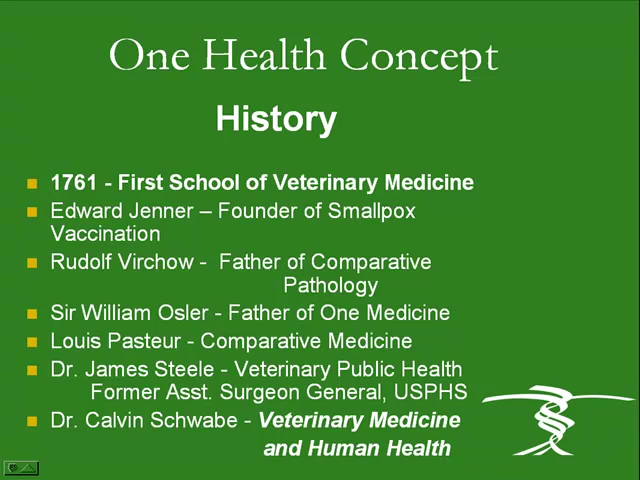 One Health Concept
History
1761 - First School of Veterinary Medicine
Edward Jenner – Founder of Smallpox
Vaccination
Rudolf Virchow - Father of Comparative
Pathology
Sir William Osler - Father of One Medicine
Louis Pasteur - Comparative Medicine
Dr. James Steele - Veterinary Public Health
Former Asst. Surgeon General, USPHS
Dr. Calvin Schwabe - Veterinary Medicine
and Human Health